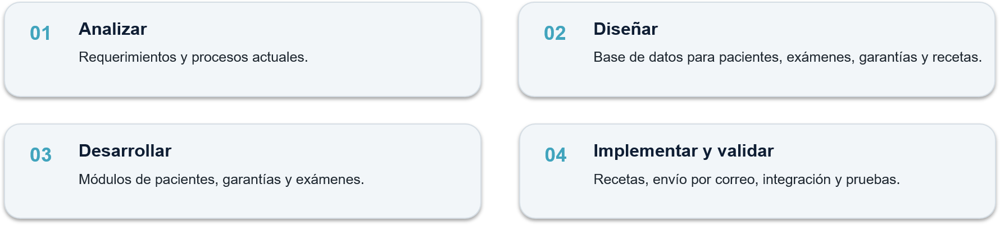 01
Analizar
Requerimientos y procesos actuales.
02
Diseñar
Base de datos para pacientes, exámenes, garantías y recetas.
03
Desarrollar
Módulos de pacientes, garantías y exámenes.
04
Implementar y validar
Recetas, envío por correo, integración y pruebas.